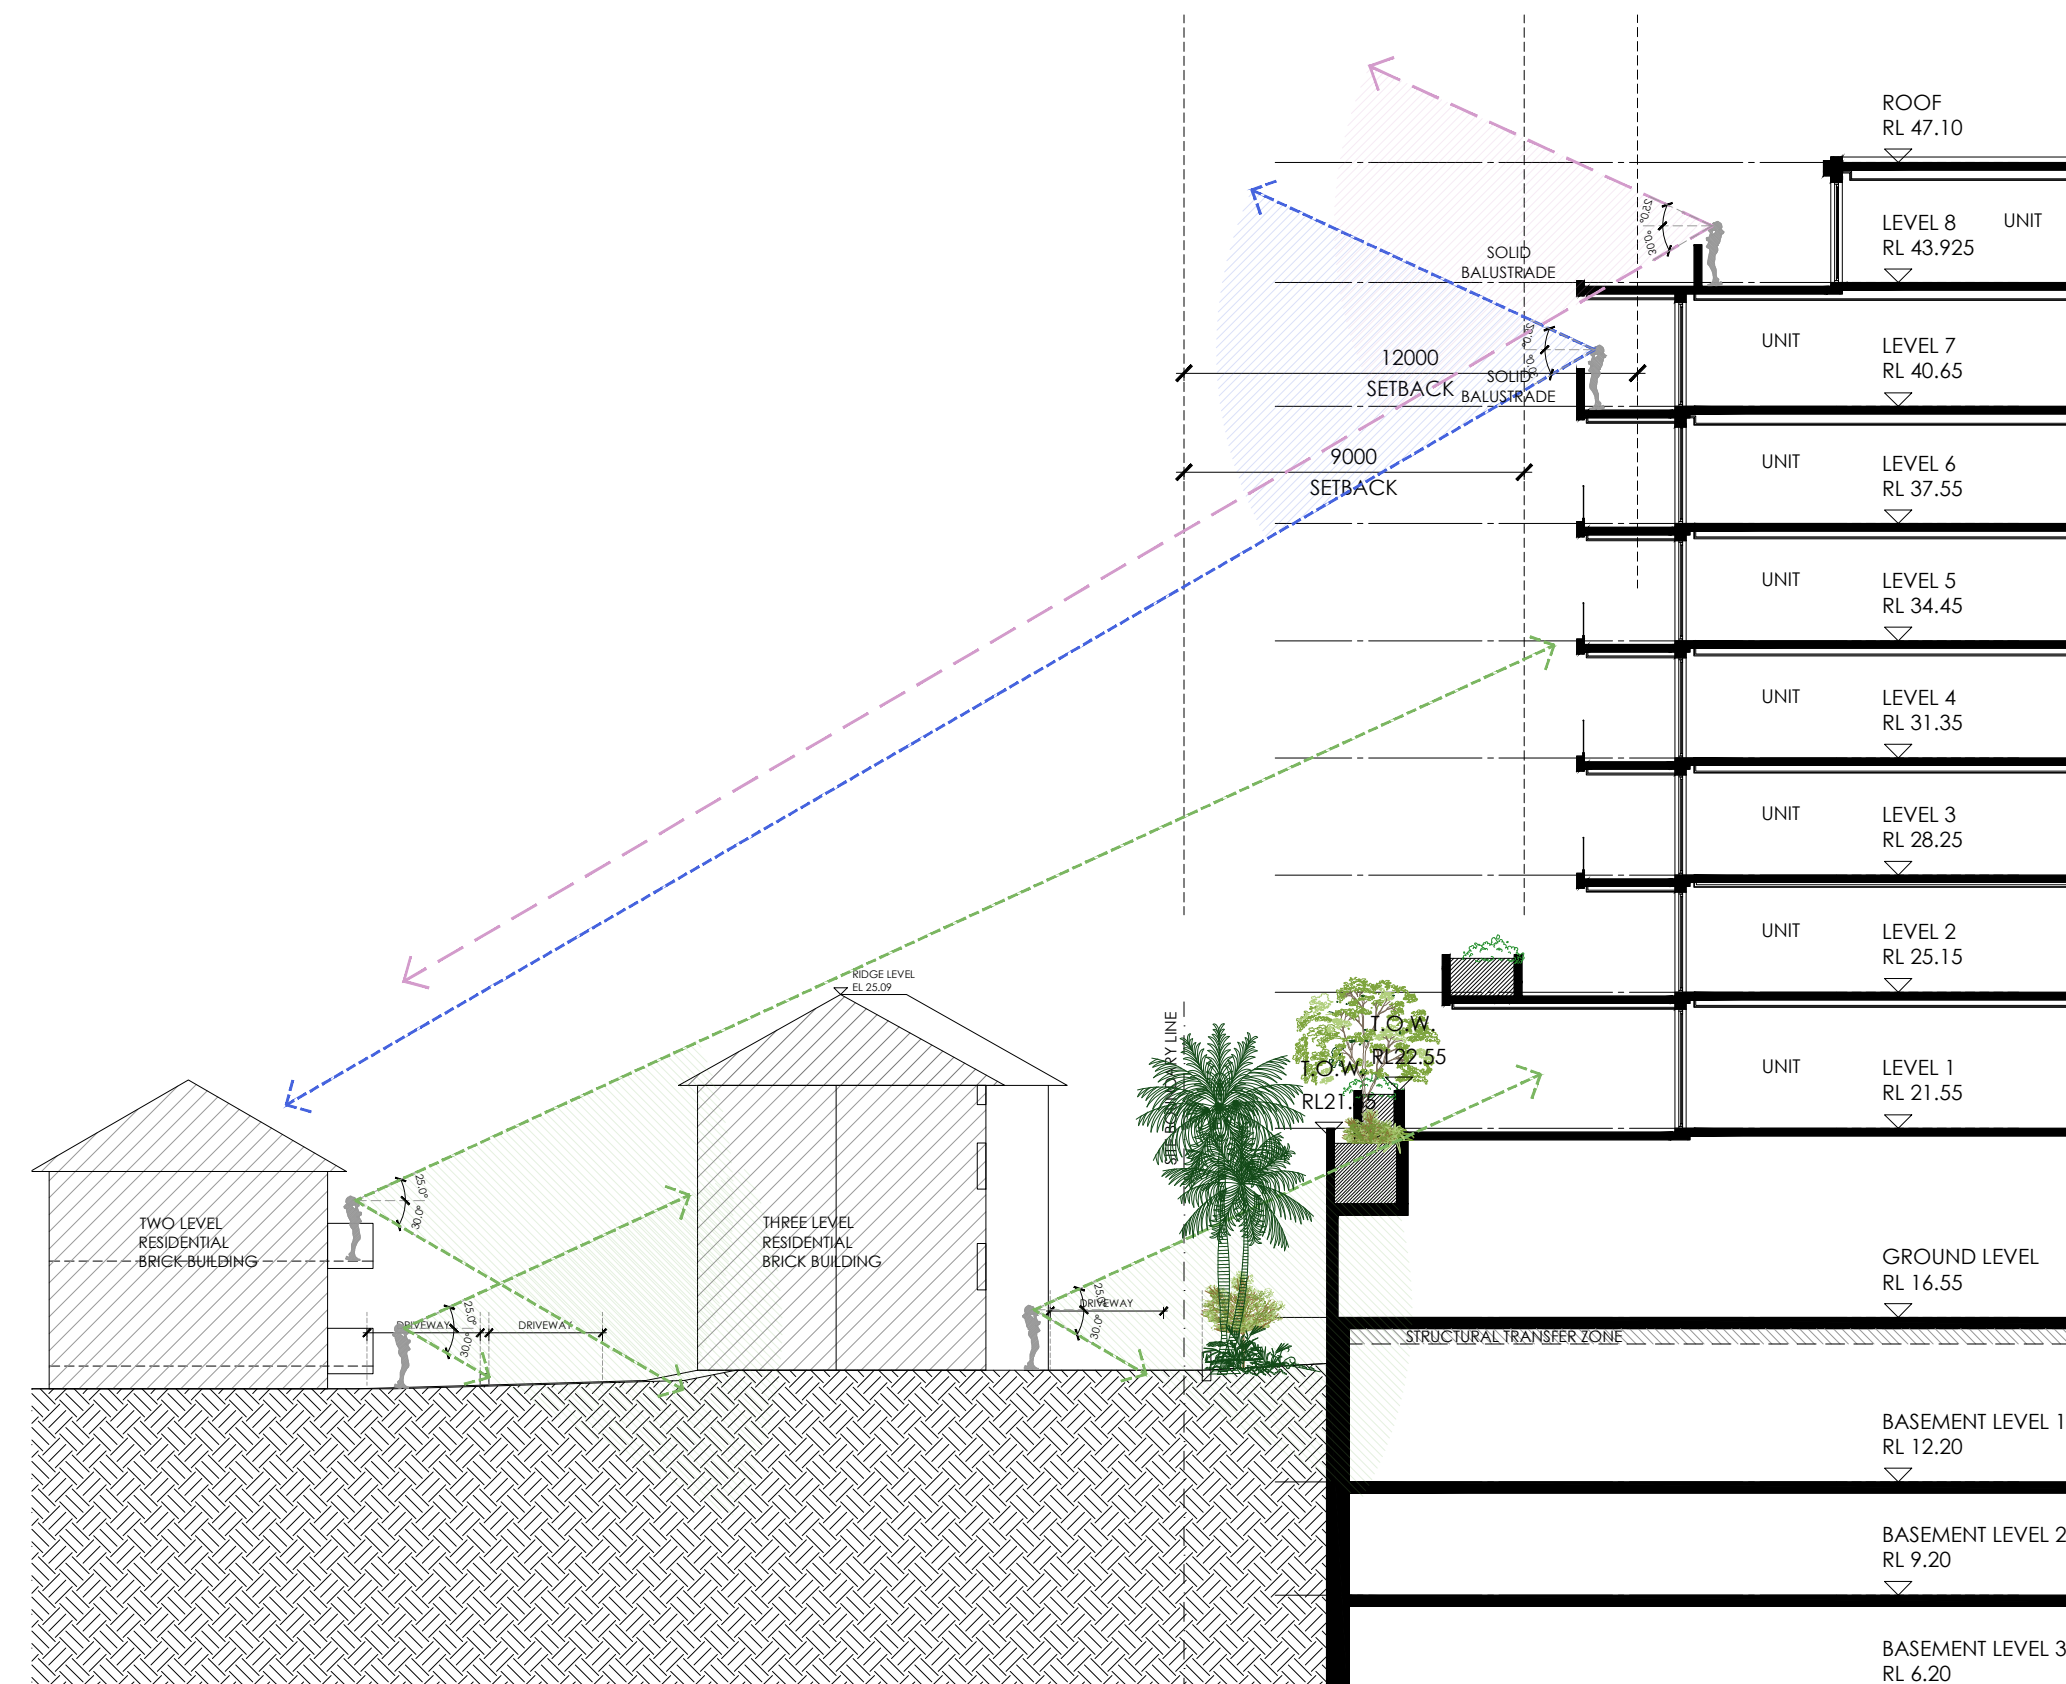 ROOF
RL 47.10
LEVEL 8
RL 43.925
UNIT
25.0°
30.0°
SOLID
BALUSTRADE
UNIT
LEVEL 7
RL 40.65
25.0°
30.0°
12000
SETBACK
SOLID
BALUSTRADE
9000
SETBACK
UNIT
LEVEL 6
RL 37.55
UNIT
LEVEL 5
RL 34.45
UNIT
LEVEL 4
RL 31.35
UNIT
LEVEL 3
RL 28.25
UNIT
LEVEL 2
RL 25.15
RIDGE LEVEL
EL 25.09
T.O.W.
RL22.55
T.O.W.
LINE
UNIT
LEVEL 1
RL 21.55
25.0°
30.0°
TWO LEVEL
RESIDENTIAL
BRICK BUILDING
THREE LEVEL
RESIDENTIAL
BRICK BUILDING
GROUND LEVEL
RL 16.55
25.0°
30.0°
DRIVEWAY
DRIVEWAY
25.0°
30.0°
DRIVEWAY
STRUCTURAL TRANSFER ZONE
BASEMENT LEVEL 1
RL 12.20
BASEMENT LEVEL 2
RL 9.20
BASEMENT LEVEL 3
RL 6.20